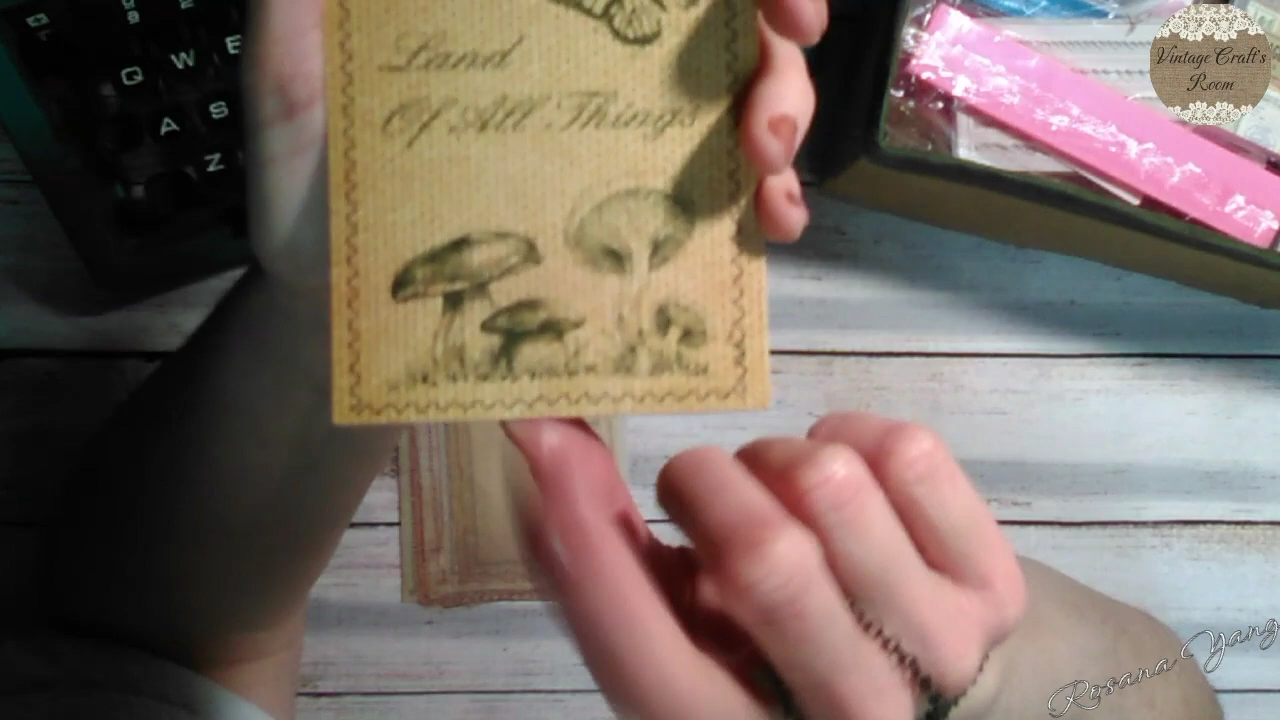 Land
Of All Things
Q W E
A S
Z
Vintage Craft's
Room
Rosana Yang